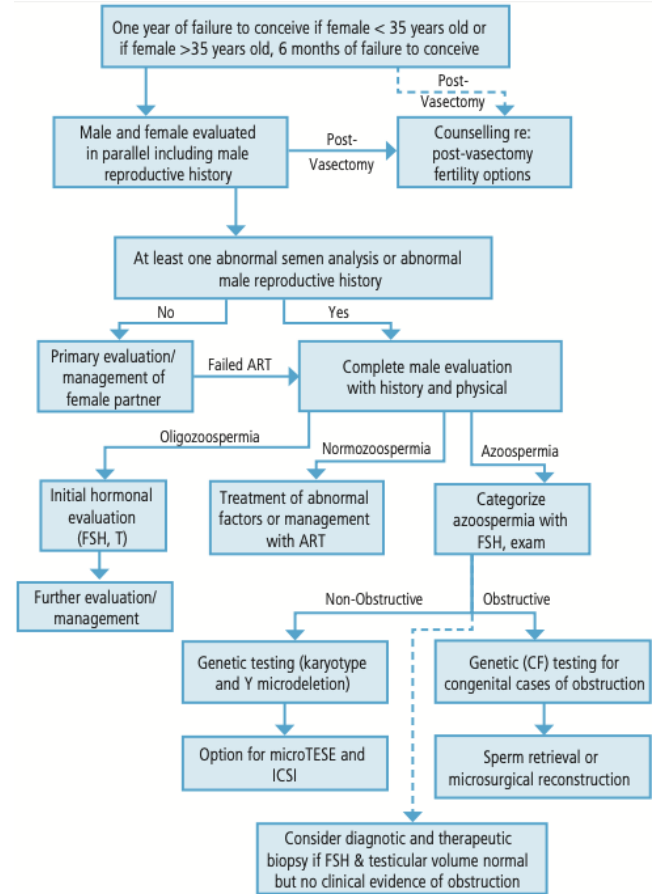 One year of failure to conceive if female < 35 years old or
if female >35 years old, 6 months of failure to conceive
Post-
Vasectomy
Male and female evaluated
in parallel including male
reproductive history
Post-
Vasectomy
Counselling re:
post-vasectomy
fertility options
At least one abnormal semen analysis or abnormal
male reproductive history
No
Yes
Primary evaluation/
management of
female partner
Failed ART
Complete male evaluation
with history and physical
Oligozoospermia
Normozoospermia
Azoospermia
Initial hormonal
evaluation
(FSH, T)
Treatment of abnormal
factors or management
with ART
Categorize
azoospermia with
FSH, exam
Further evaluation/
management
Non-Obstructive
Obstructive
Genetic testing (karyotype
and Y microdeletion)
Genetic (CF) testing for
congenital cases of obstruction
Option for microTESE and
ICSI
Sperm retrieval or
microsurgical reconstruction
Consider diagnostic and therapeutic
biopsy if FSH & testicular volume normal
but no clinical evidence of obstruction